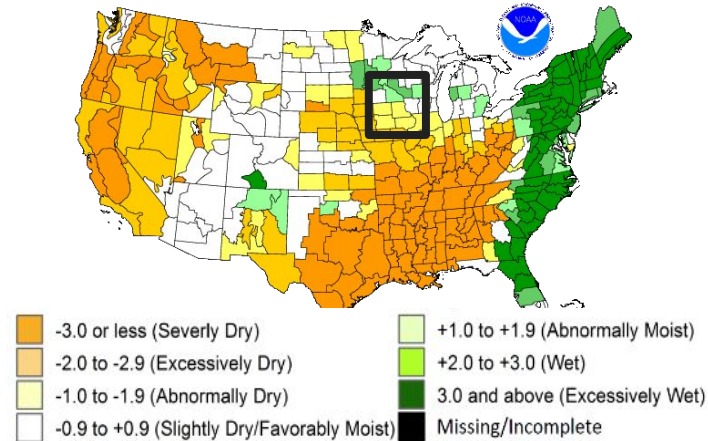 NOAA
-3.0 or less (Severly Dry)
-2.0 to -2.9 (Excessively Dry)
-1.0 to -1.9 (Abnormally Dry)
-0.9 to +0.9 (Slightly Dry/Favorably Moist)
+1.0 to +1.9 (Abnormally Moist)
+2.0 to +3.0 (Wet)
3.0 and above (Excessively Wet)
Missing/Incomplete